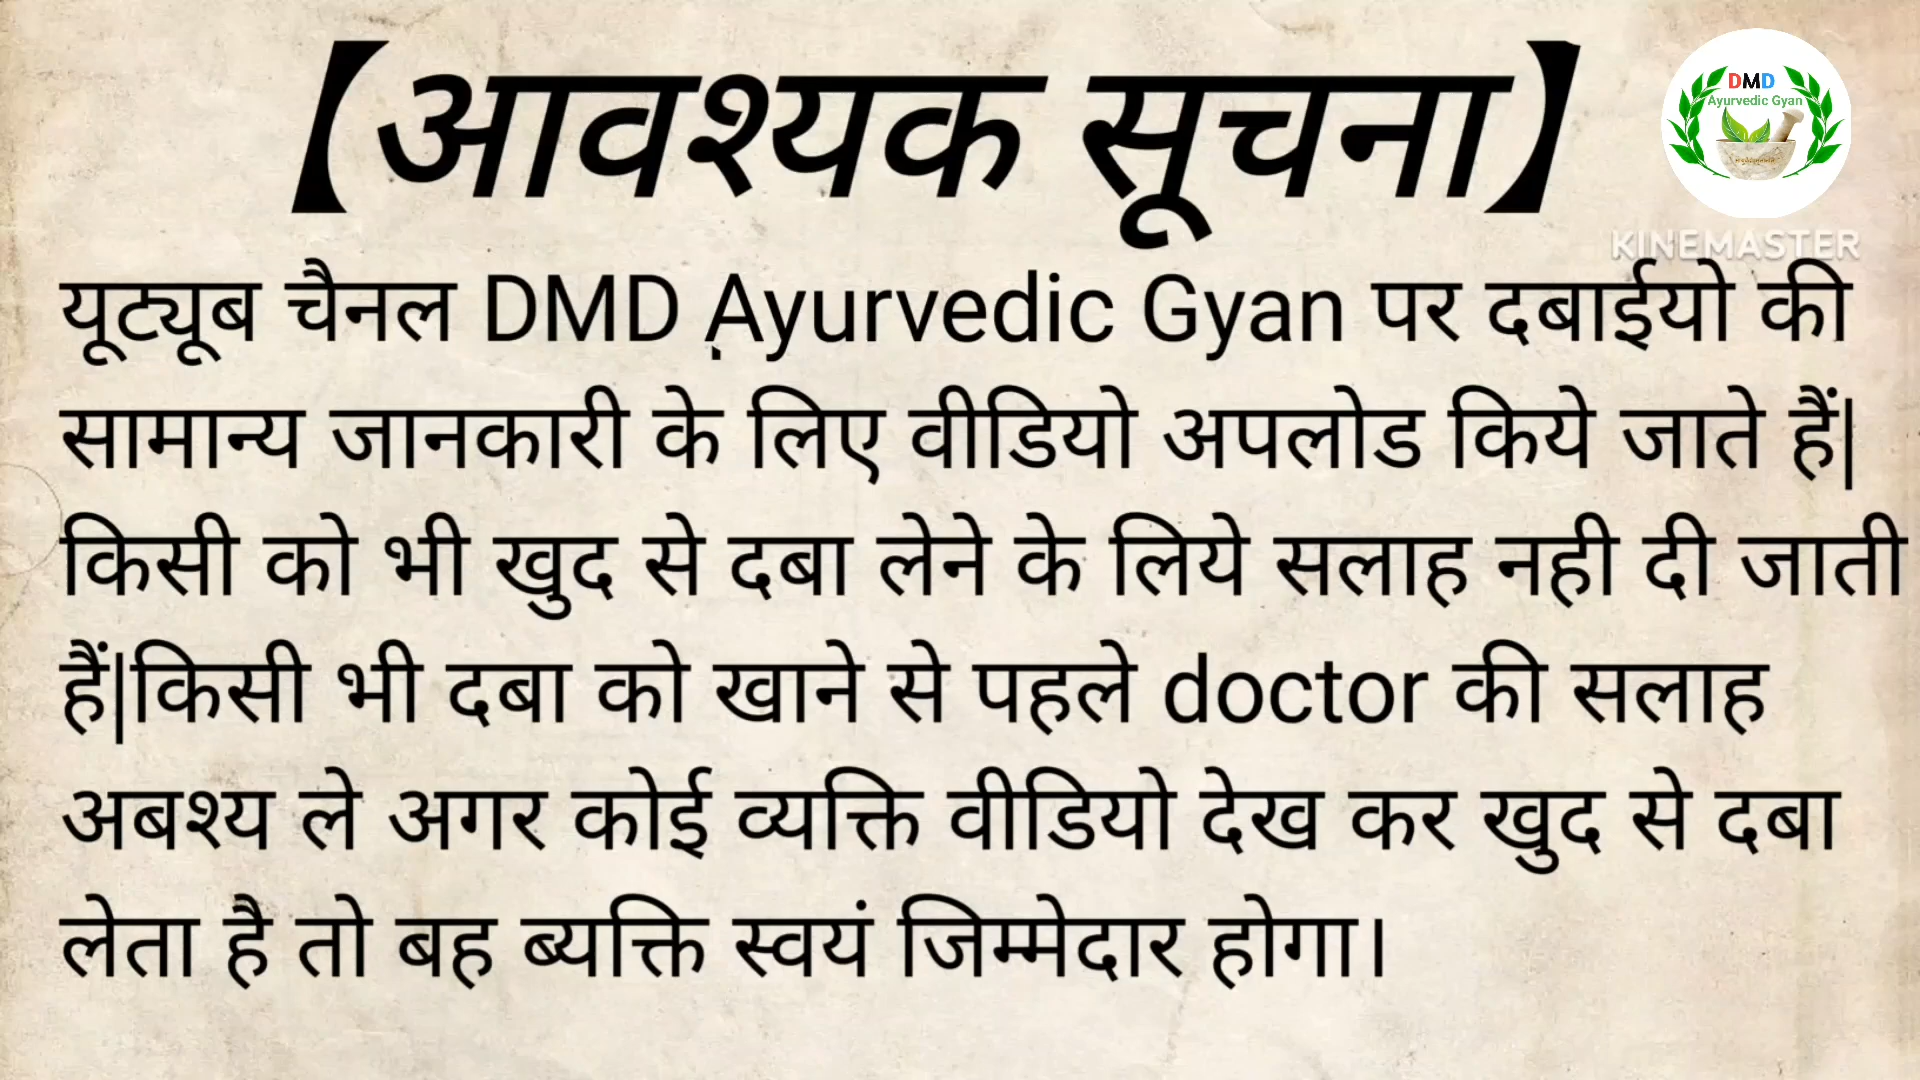 【आवश्यक सूचना】
DMD
Ayurvedic Gyan
KINEMASTER
यूट्यूब चैनल DMD Ayurvedic Gyan पर दबाईयो की
सामान्य जानकारी के लिए वीडियो अपलोड किये जाते हैं|
किसी को भी खुद से दबा लेने के लिये सलाह नही दी जाती
हैं|किसी भी दबा को खाने से पहले doctor की सलाह
अबश्य ले अगर कोई व्यक्ति वीडियो देख कर खुद से दबा
लेता है तो बह ब्यक्ति स्वयं जिम्मेदार होगा।